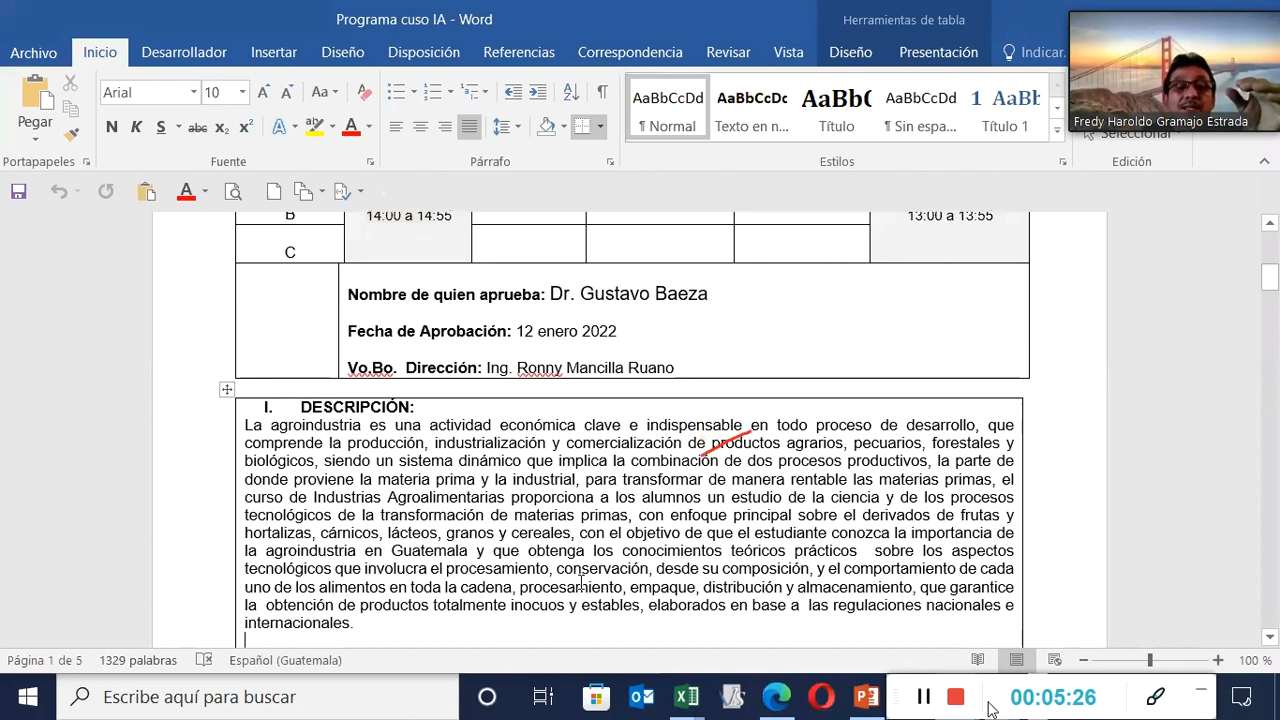 Programa cuso IA - Word
Herramientas de tabla
Archivo Inicio Desarrollador Insertar Diseño Disposición Referencias Correspondencia Revisar Vista Diseño Presentación Indicar.
Fredy Haroldo Gramajo Estrada
Pegar
Arial 10 Aa
N K S abc x₂ x² A A
AaBbCcDd AaBbCcDc AaBbC AaBbCcDd 1 AaBb
¶ Normal Texto en n... Título ¶ Sin espa... Título 1
Seleccionar
Portapapeles Fuente Párrafo Estilos Edición
B 14:00 a 14:55 13:00 a 13:55
C
Nombre de quien aprueba: Dr. Gustavo Baeza
Fecha de Aprobación: 12 enero 2022
Vo.Bo. Dirección: Ing. Ronny Mancilla Ruano
I. DESCRIPCIÓN:
La agroindustria es una actividad económica clave e indispensable en todo proceso de desarrollo, que
comprende la producción, industrialización y comercialización de productos agrarios, pecuarios, forestales y
biológicos, siendo un sistema dinámico que implica la combinación de dos procesos productivos, la parte de
donde proviene la materia prima y la industrial, para transformar de manera rentable las materias primas, el
curso de Industrias Agroalimentarias proporciona a los alumnos un estudio de la ciencia y de los procesos
tecnológicos de la transformación de materias primas, con enfoque principal sobre el derivados de frutas y
hortalizas, cárnicos, lácteos, granos y cereales, con el objetivo de que el estudiante conozca la importancia de
la agroindustria en Guatemala y que obtenga los conocimientos teóricos prácticos sobre los aspectos
tecnológicos que involucra el procesamiento, conservación, desde su composición, y el comportamiento de cada
uno de los alimentos en toda la cadena, procesamiento, empaque, distribución y almacenamiento, que garantice
la obtención de productos totalmente inocuos y estables, elaborados en base a las regulaciones nacionales e
internacionales.
Página 1 de 5 1329 palabras Español (Guatemala) 100 %
Escribe aquí para buscar
00:05:26